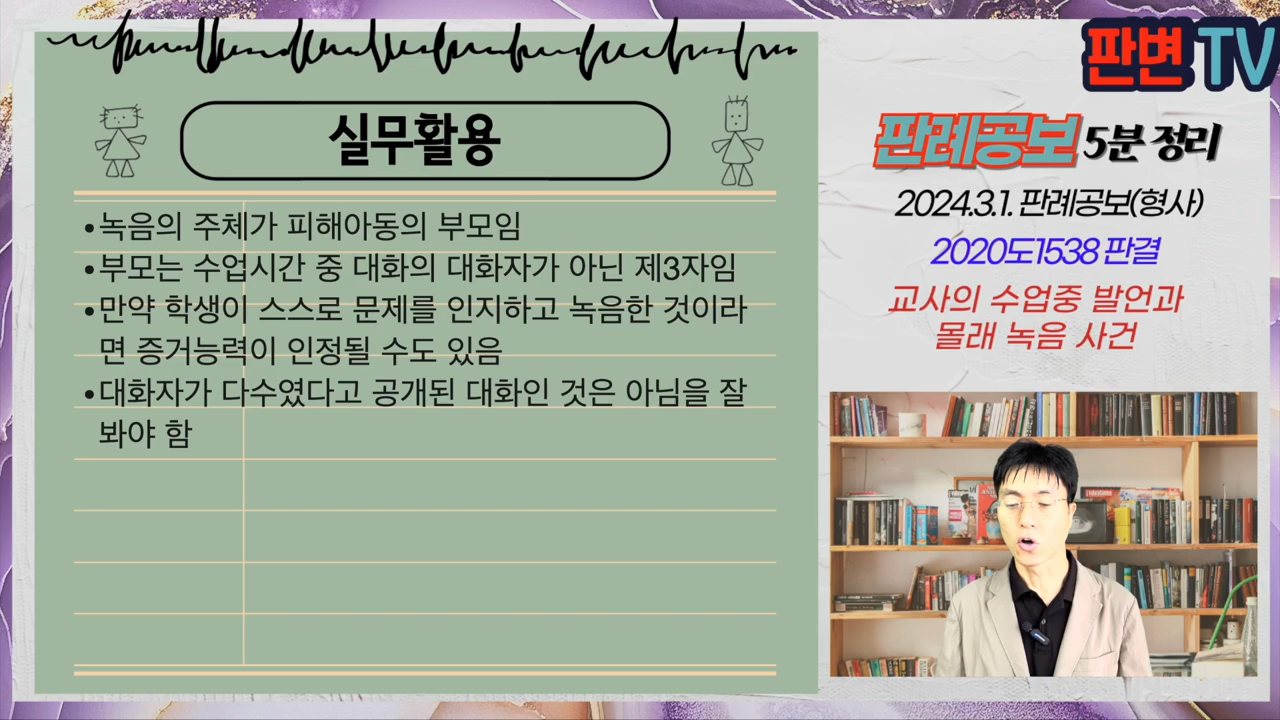 판변 TV
실무활용
•녹음의 주체가 피해아동의 부모임
•부모는 수업시간 중 대화의 대화자가 아닌 제3자임
•만약 학생이 스스로 문제를 인지하고 녹음한 것이라
면 증거능력이 인정될 수도 있음
•대화자가 다수였다고 공개된 대화인 것은 아님을 잘
봐야 함
판례공보 5분 정리
2024.3.1. 판례공보(형사)
2020도1538 판결
교사의 수업중 발언과
몰래 녹음 사건